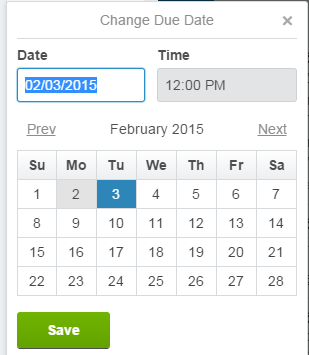 Change Due Date ×
Date Time
02/03/2015 12:00 PM
Prev February 2015 Next
Su Mo Tu We Th Fr Sa
1 2 3 4 5 6 7
8 9 10 11 12 13 14
15 16 17 18 19 20 21
22 23 24 25 26 27 28
Save